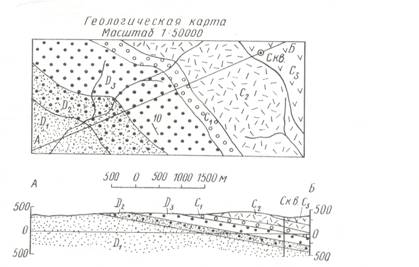 Геологическая карта
Масштаб 1:50000
Б
Скв.
C₃
D₃
C₂
D₂
C₁
D₁
10
А
500 0 500 1000 1500 м
А Б
500 D₂ D₃ C₁ C₂ Скв. C₃ 500
0 0
D₁
500 500